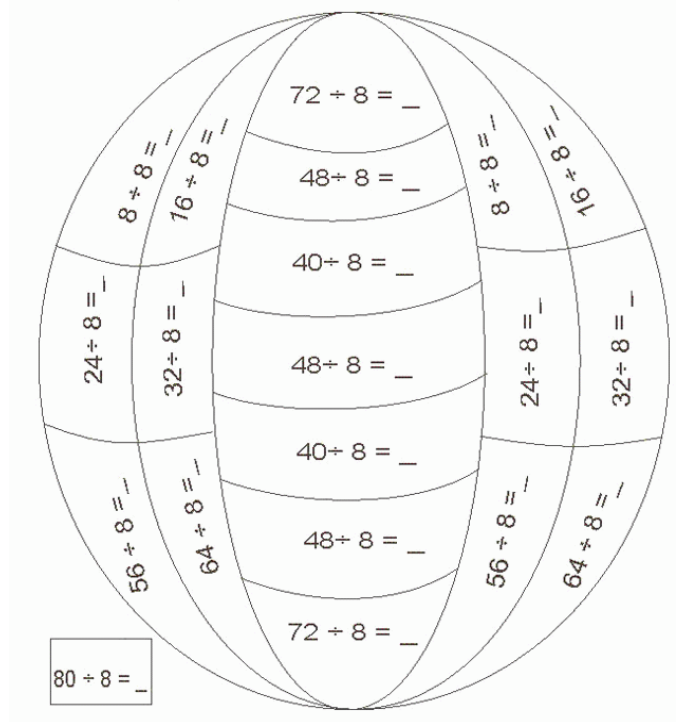 72 ÷ 8 = _
8 ÷ 8 = _
16 ÷ 8 = _
8 ÷ 8 = _
16 ÷ 8 = _
48÷ 8 = _
40÷ 8 = _
24÷ 8 = _
32÷ 8 = _
48÷ 8 = _
24÷ 8 = _
32÷ 8 = _
40÷ 8 = _
56 ÷ 8 = _
64 ÷ 8 = _
48÷ 8 = _
56 ÷ 8 = _
64 ÷ 8 = _
72 ÷ 8 = _
80 ÷ 8 = _